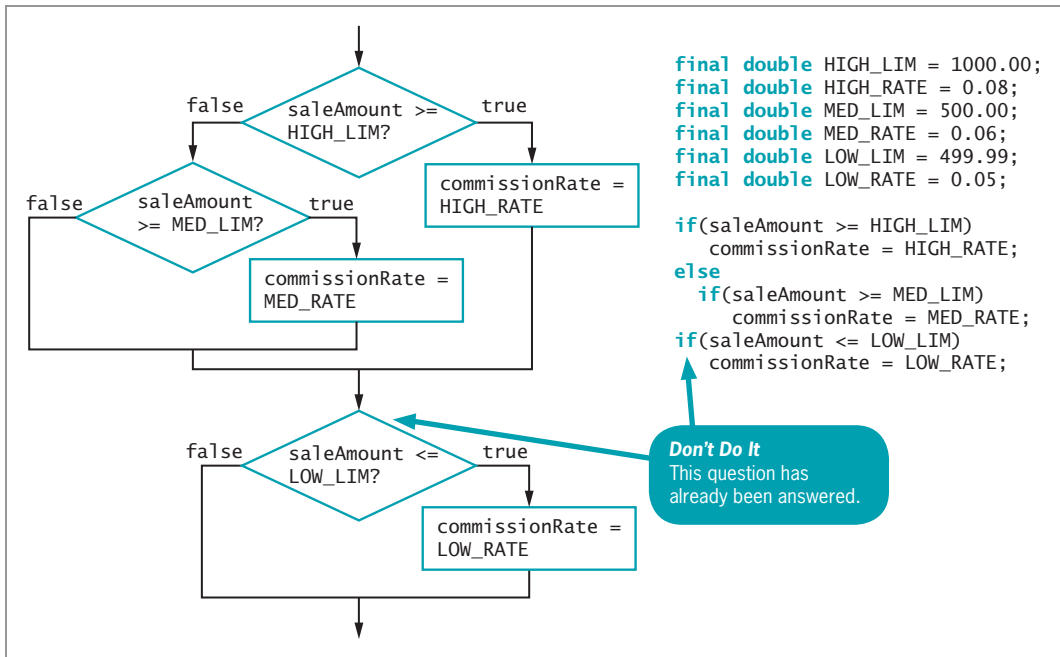 saleAmount >=
HIGH_LIM?
false
true
commissionRate =
HIGH_RATE
saleAmount
>= MED_LIM?
false
true
commissionRate =
MED_RATE
saleAmount <=
LOW_LIM?
false
true
commissionRate =
LOW_RATE
final double HIGH_LIM = 1000.00;
final double HIGH_RATE = 0.08;
final double MED_LIM = 500.00;
final double MED_RATE = 0.06;
final double LOW_LIM = 499.99;
final double LOW_RATE = 0.05;
if(saleAmount >= HIGH_LIM)
commissionRate = HIGH_RATE;
else
if(saleAmount >= MED_LIM)
commissionRate = MED_RATE;
if(saleAmount <= LOW_LIM)
commissionRate = LOW_RATE;
Don't Do It
This question has
already been answered.